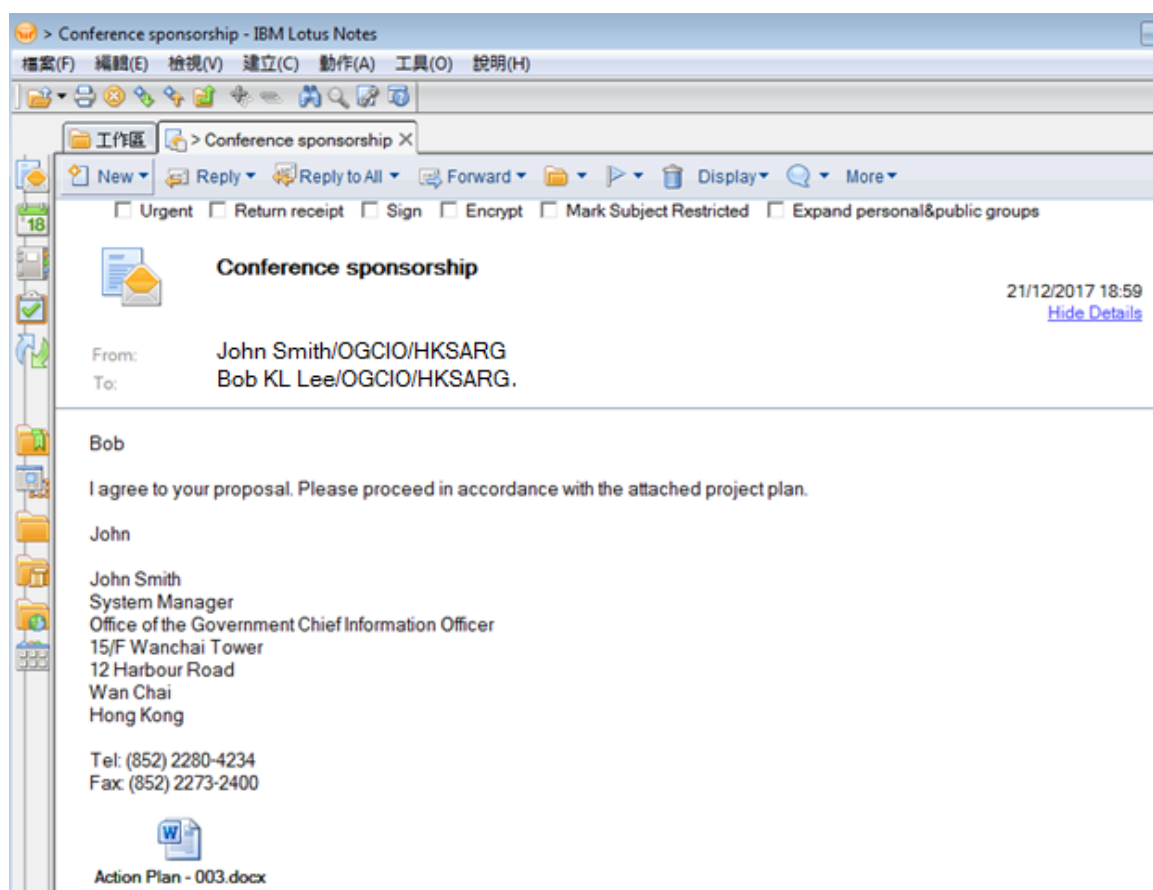 > Conference sponsorship - IBM Lotus Notes
檔案(F) 編輯(E) 檢視(V) 建立(C) 動作(A) 工具(O) 說明(H)
工作區 > Conference sponsorship
New Reply Reply to All Forward Display More
Urgent Return receipt Sign Encrypt Mark Subject Restricted Expand personal&public groups
18
Conference sponsorship
21/12/2017 18:59
Hide Details
From: John Smith/OGCIO/HKSARG
To: Bob KL Lee/OGCIO/HKSARG.
Bob
I agree to your proposal. Please proceed in accordance with the attached project plan.
John
John Smith
System Manager
Office of the Government Chief Information Officer
15/F Wanchai Tower
12 Harbour Road
Wan Chai
Hong Kong
Tel: (852) 2280-4234
Fax: (852) 2273-2400
Action Plan - 003.docx